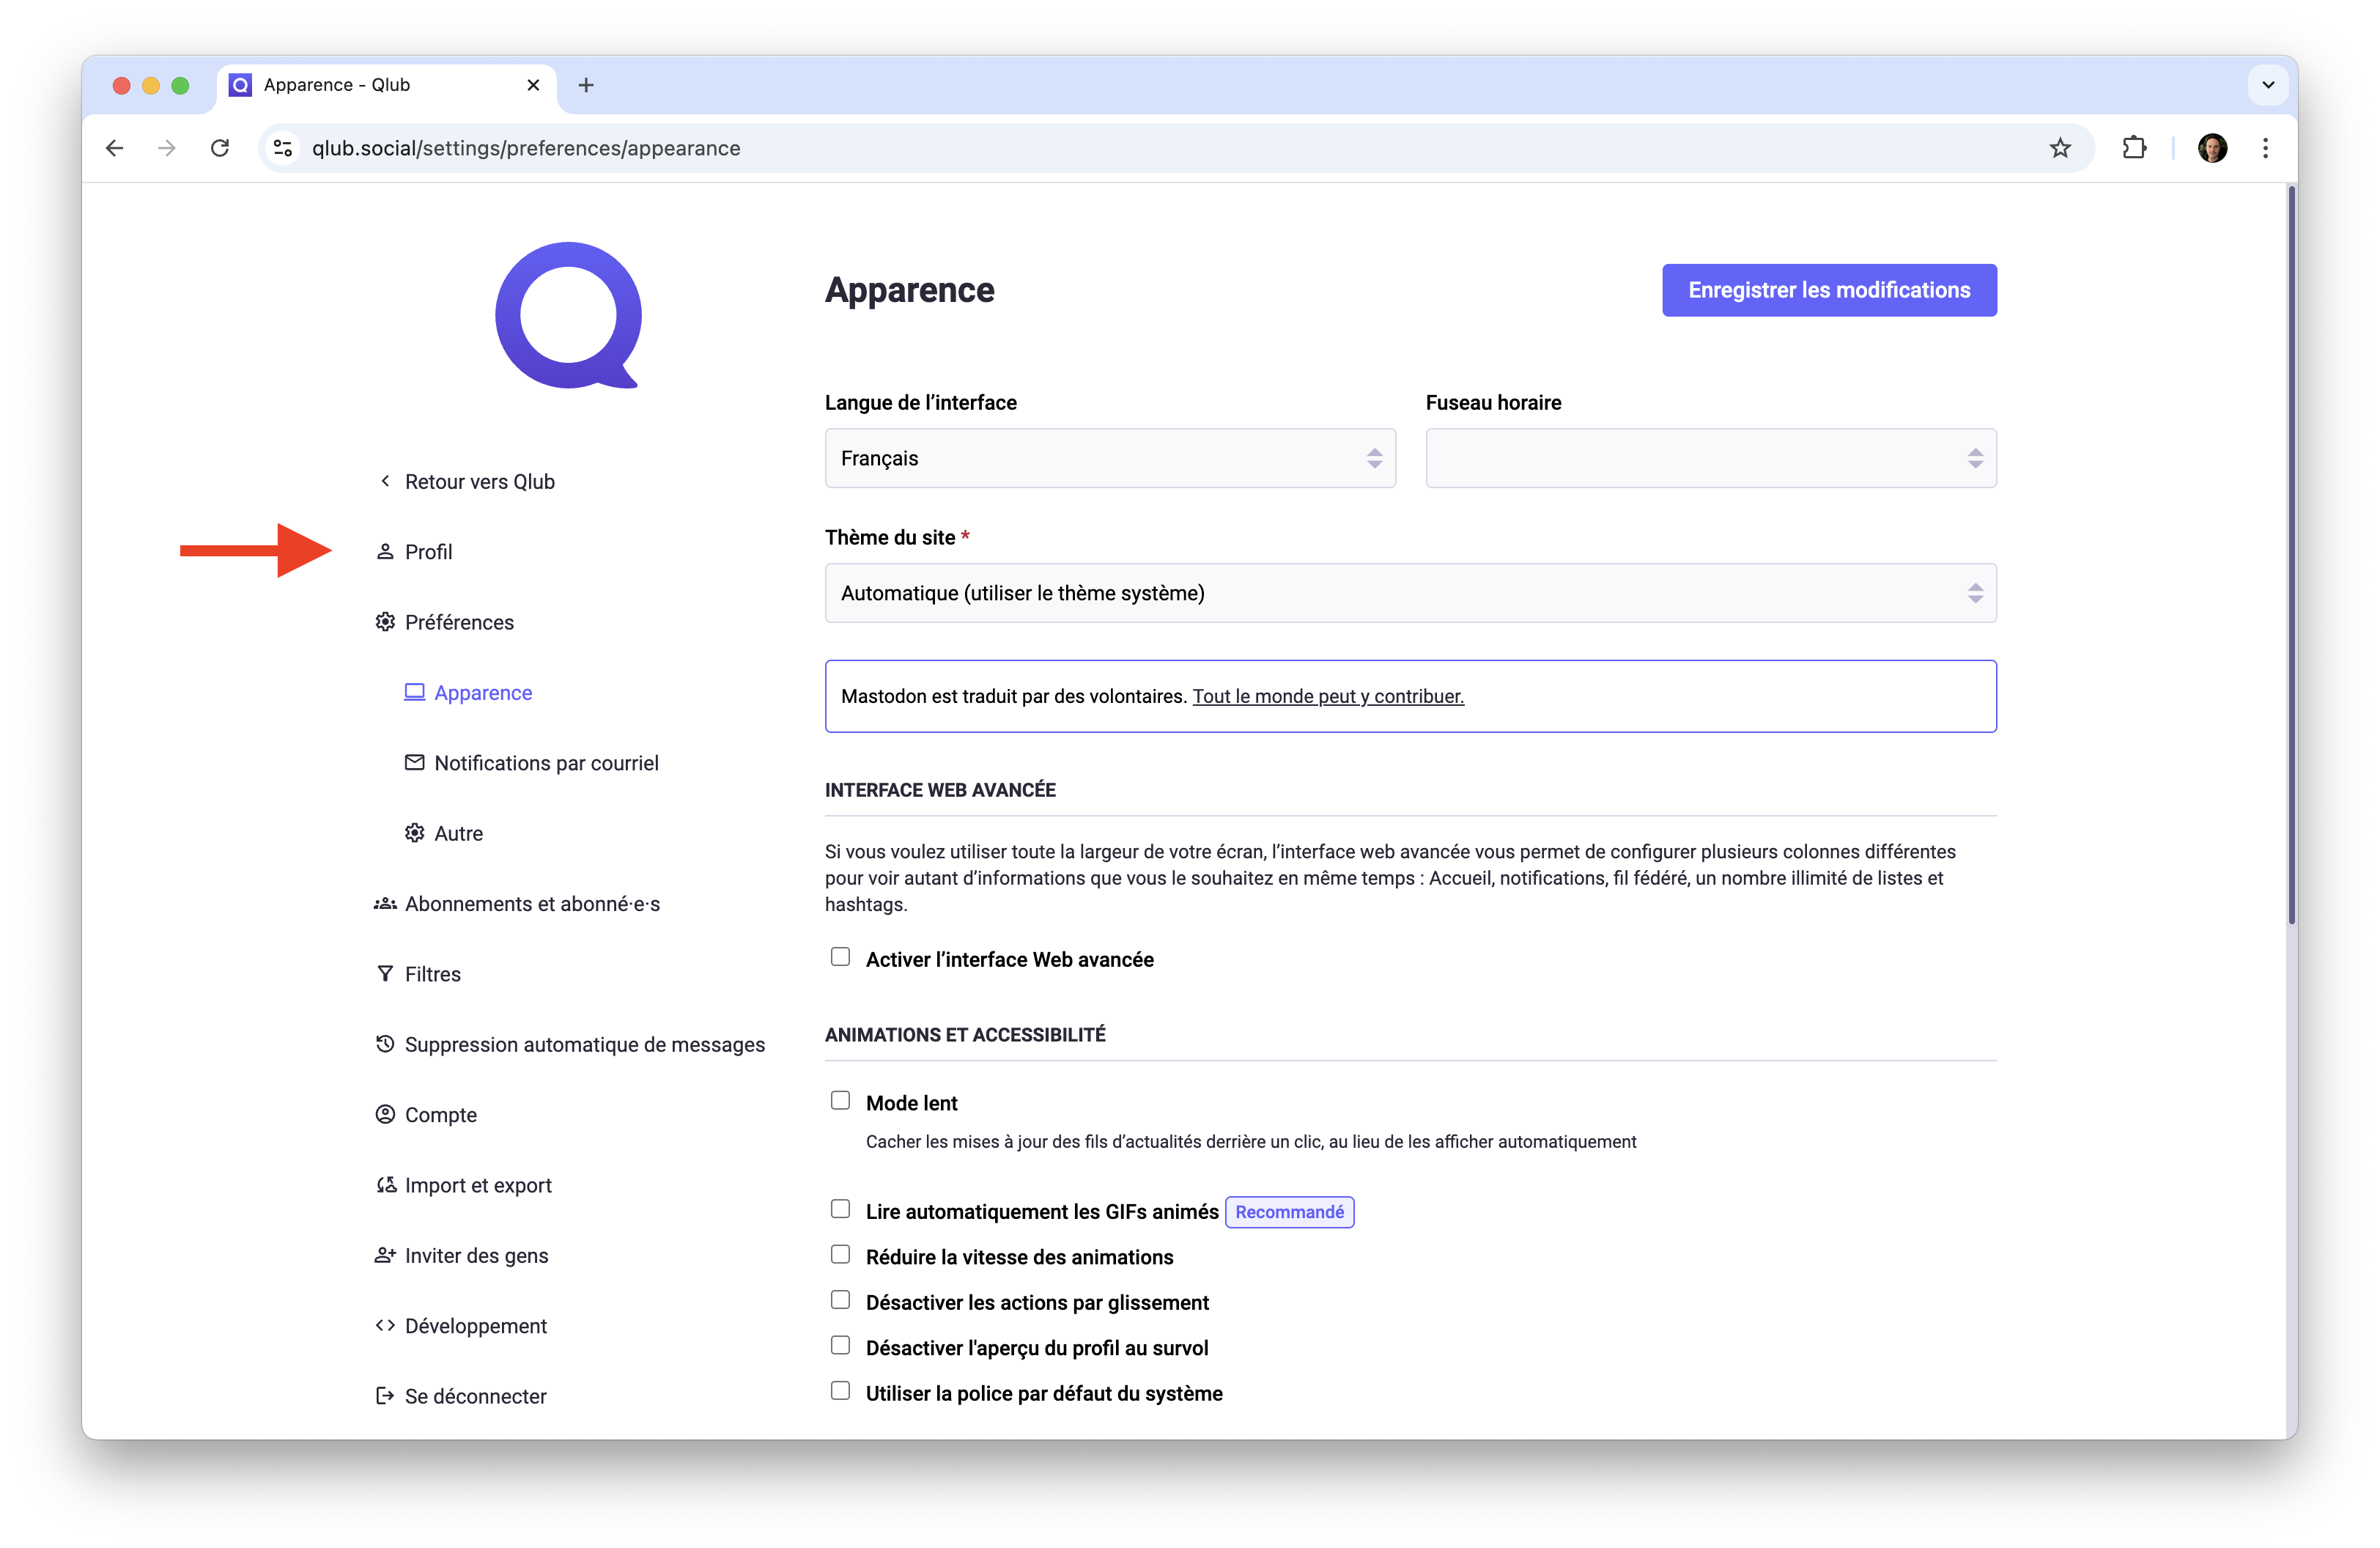 Apparence - Qlub
qlub.social/settings/preferences/appearance
Apparence
Enregistrer les modifications
Langue de l’interface
Fuseau horaire
Français
Retour vers Qlub
Thème du site *
Profil
Automatique (utiliser le thème système)
Préférences
Apparence
Mastodon est traduit par des volontaires. Tout le monde peut y contribuer.
Notifications par courriel
INTERFACE WEB AVANCÉE
Autre
Si vous voulez utiliser toute la largeur de votre écran, l’interface web avancée vous permet de configurer plusieurs colonnes différentes
pour voir autant d’informations que vous le souhaitez en même temps : Accueil, notifications, fil fédéré, un nombre illimité de listes et
hashtags.
Abonnements et abonné·e·s
Activer l’interface Web avancée
Filtres
ANIMATIONS ET ACCESSIBILITÉ
Suppression automatique de messages
Mode lent
Compte
Cacher les mises à jour des fils d’actualités derrière un clic, au lieu de les afficher automatiquement
Import et export
Lire automatiquement les GIFs animés Recommandé
Inviter des gens
Réduire la vitesse des animations
Désactiver les actions par glissement
Développement
Désactiver l'aperçu du profil au survol
Se déconnecter
Utiliser la police par défaut du système